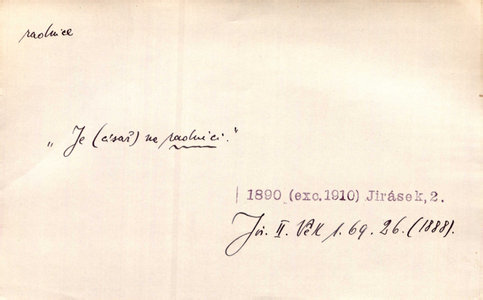 radnice
„Je (císař) na radnici.“
1890 (exc.1910) Jirásek, 2.
Jir. II. Věk 1. 69. 26. (1888).